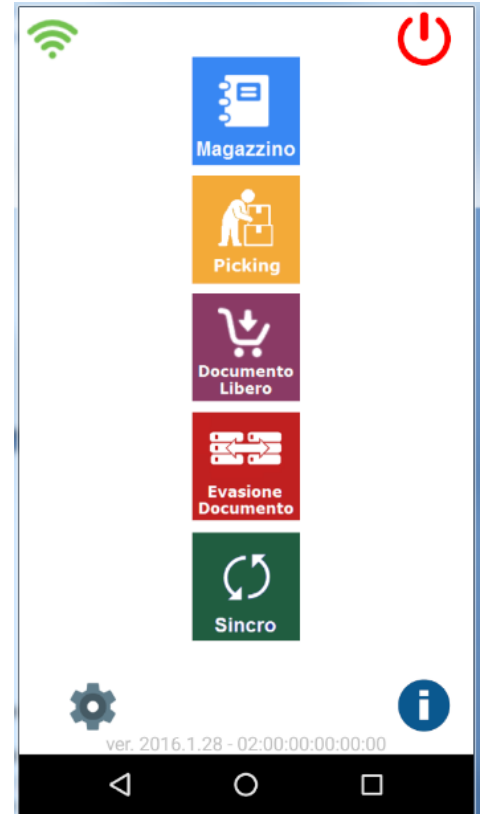 Magazzino
Picking
Documento
Libero
Evasione
Documento
Sincro
ver. 2016.1.28 - 02:00:00:00:00:00